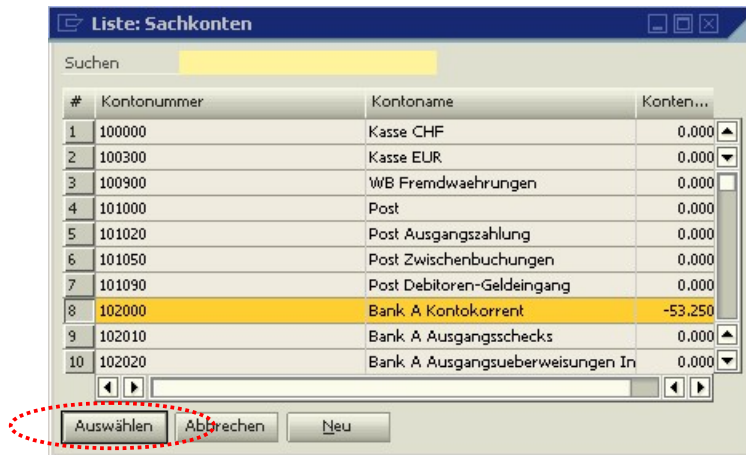 Liste: Sachkonten
Suchen
# Kontonummer Kontoname Konten...
1 100000 Kasse CHF 0.000
2 100300 Kasse EUR 0.000
3 100900 WB Fremdwaehrungen 0.000
4 101000 Post 0.000
5 101020 Post Ausgangszahlung 0.000
6 101050 Post Zwischenbuchungen 0.000
7 101090 Post Debitoren-Geldeingang 0.000
8 102000 Bank A Kontokorrent -53.250
9 102010 Bank A Ausgangsschecks 0.000
10 102020 Bank A Ausgangsueberweisungen In 0.000
Auswählen Abbrechen Neu